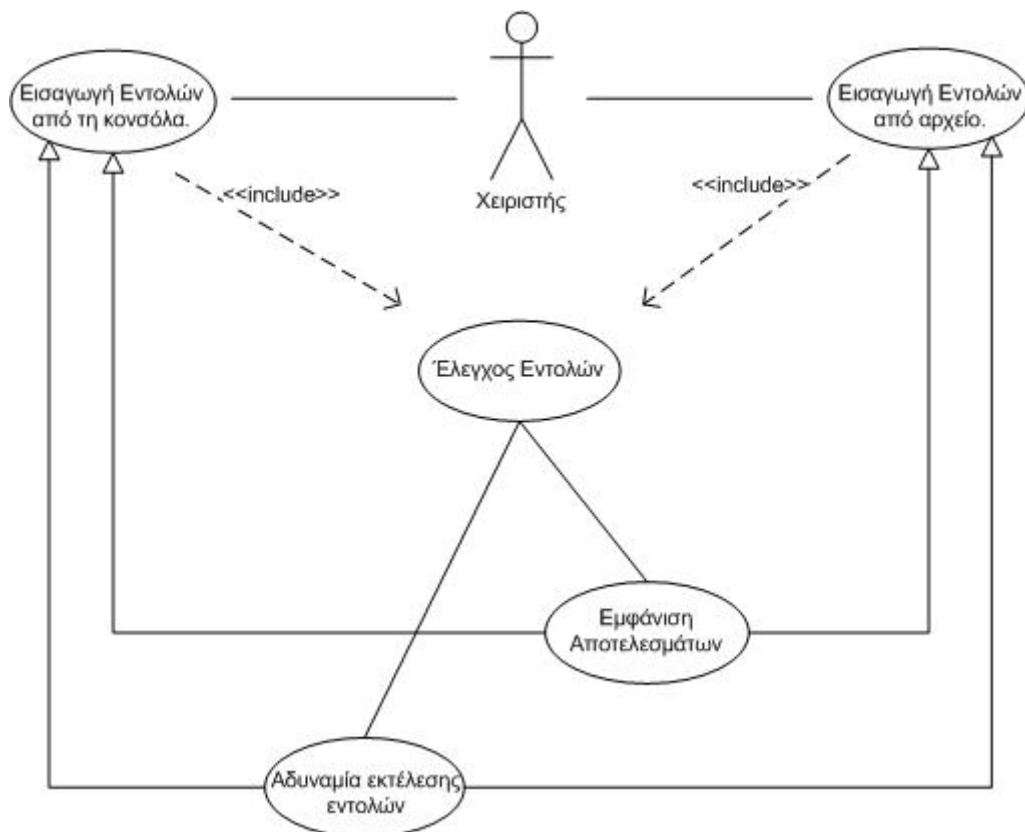 Εισαγωγή Εντολών
από τη κονσόλα.
Εισαγωγή Εντολών
από αρχείο.
<<include>>
<<include>>
Χειριστής
Έλεγχος Εντολών
Εμφάνιση
Αποτελεσμάτων
Αδυναμία εκτέλεσης
εντολών